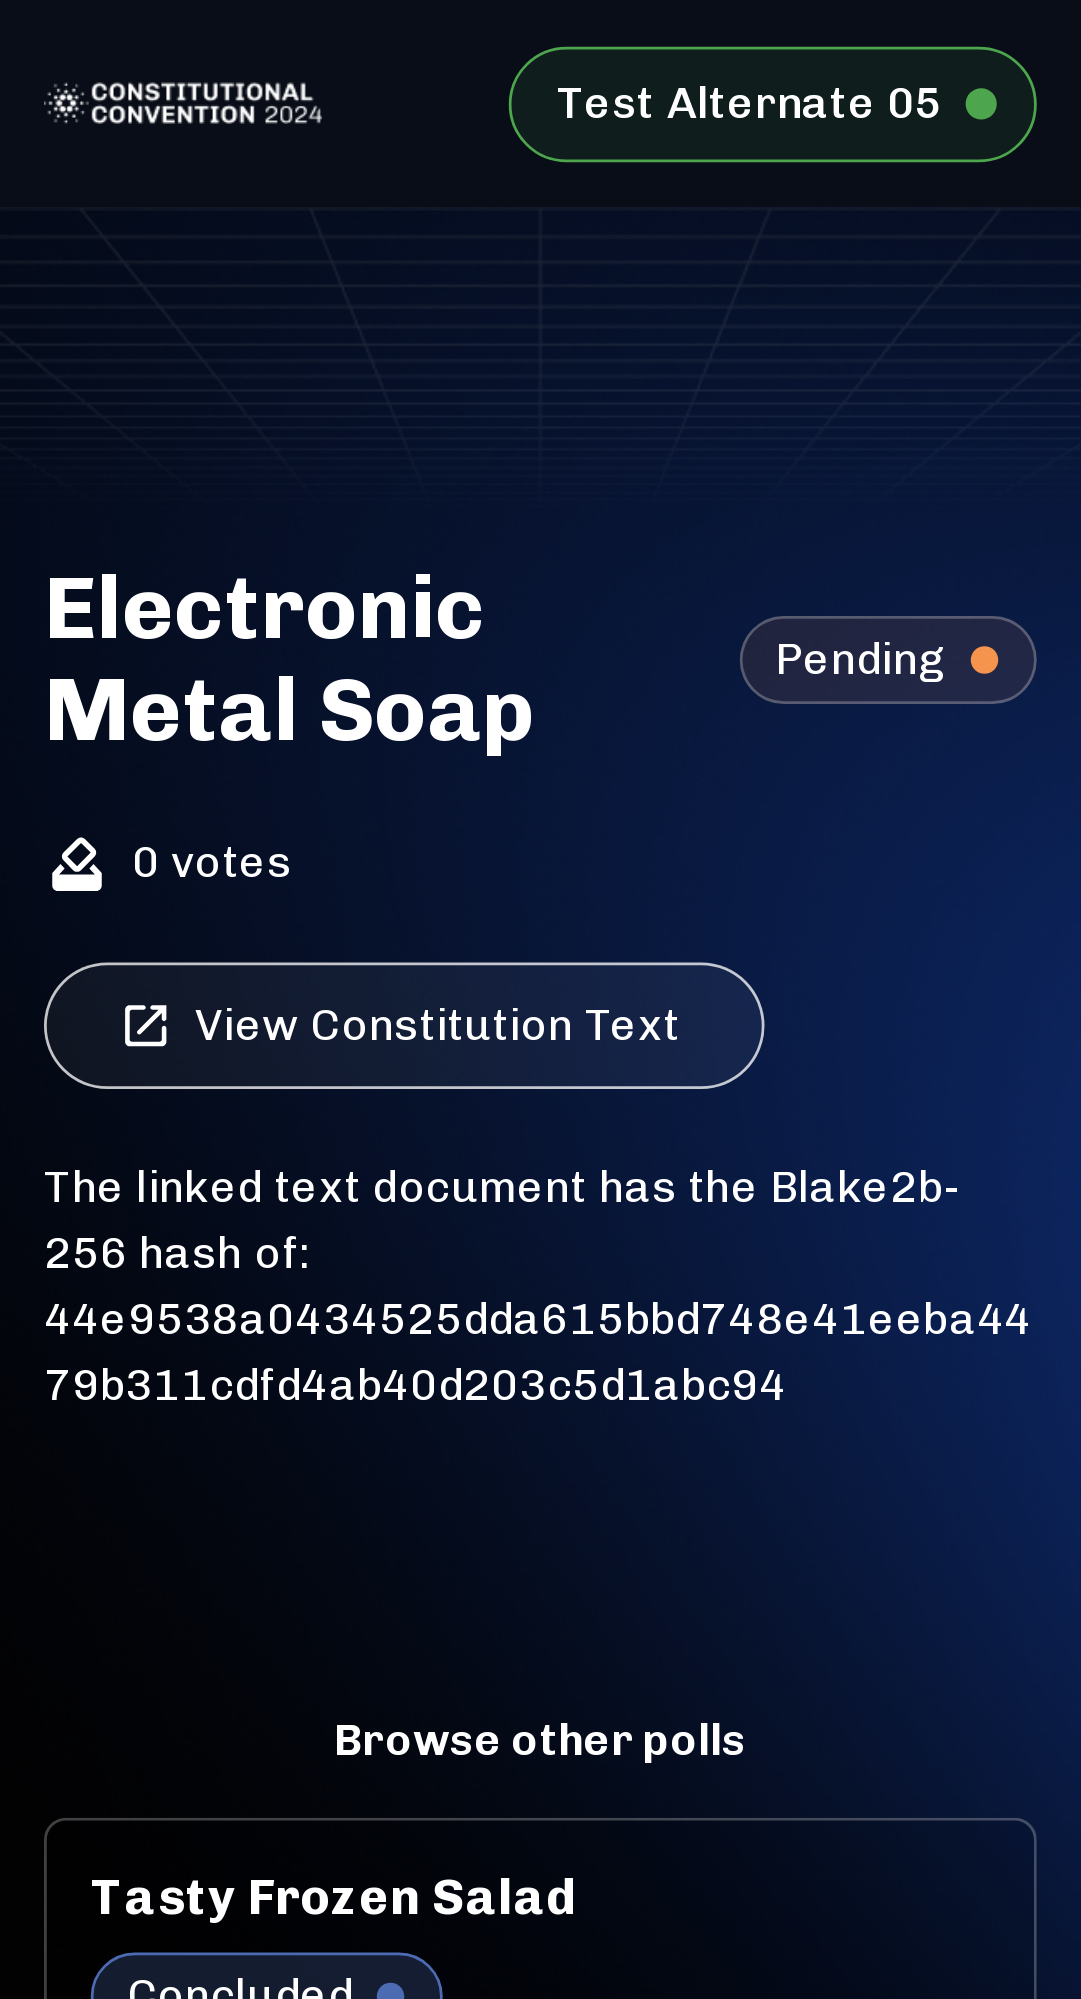 CONSTITUTIONAL
CONVENTION 2024
Test Alternate 05
Electronic
Metal Soap
Pending
0 votes
View Constitution Text
The linked text document has the Blake2b-
256 hash of:
44e9538a0434525dda615bbd748e41eeba44
79b311cdfd4ab40d203c5d1abc94
Browse other polls
Tasty Frozen Salad
Concluded